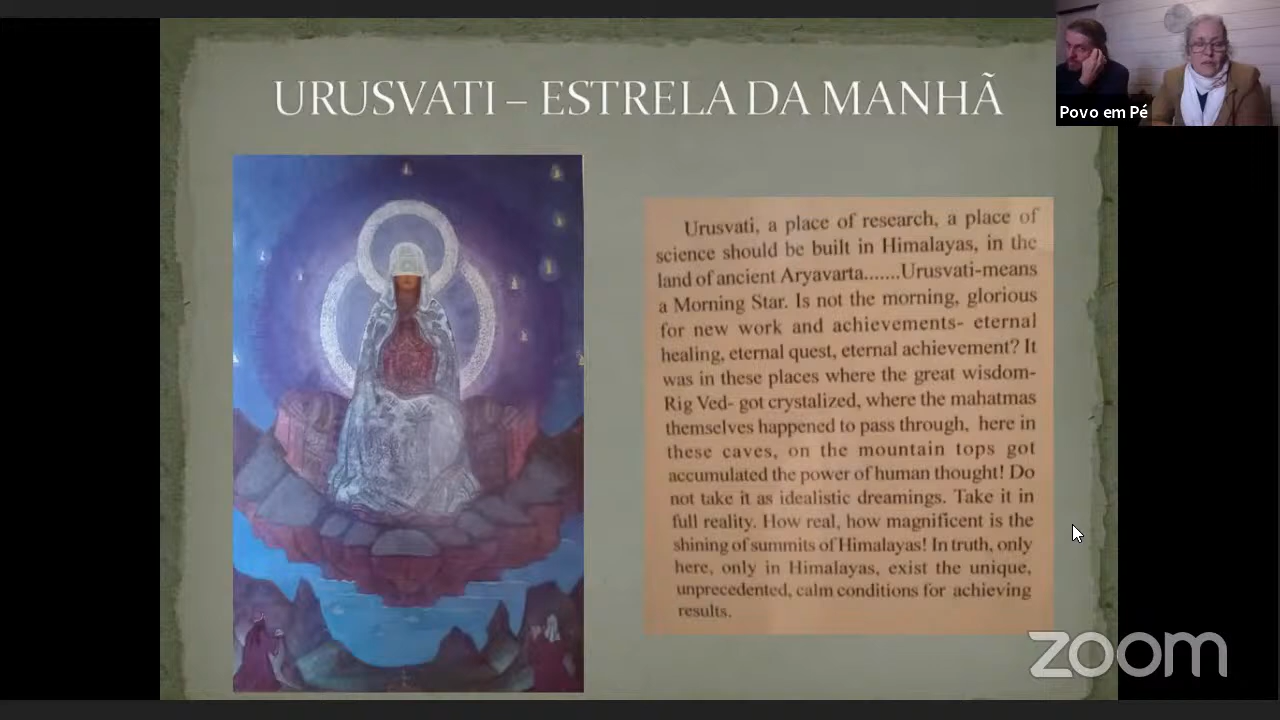 URUSVATI – ESTRELA DA MANHÃ
Povo em Pé
Urusvati, a place of research, a place of
science should be built in Himalayas, in the
land of ancient Aryavarta.......Urusvati-means
a Morning Star. Is not the morning, glorious
for new work and achievements- eternal
healing, eternal quest, eternal achievement? It
was in these places where the great wisdom-
Rig Ved- got crystalized, where the mahatmas
themselves happened to pass through, here in
these caves, on the mountain tops got
accumulated the power of human thought! Do
not take it as idealistic dreamings. Take it in
full reality. How real, how magnificent is the
shining of summits of Himalayas! In truth, only
here, only in Himalayas, exist the unique,
unprecedented, calm conditions for achieving
results.
zoom